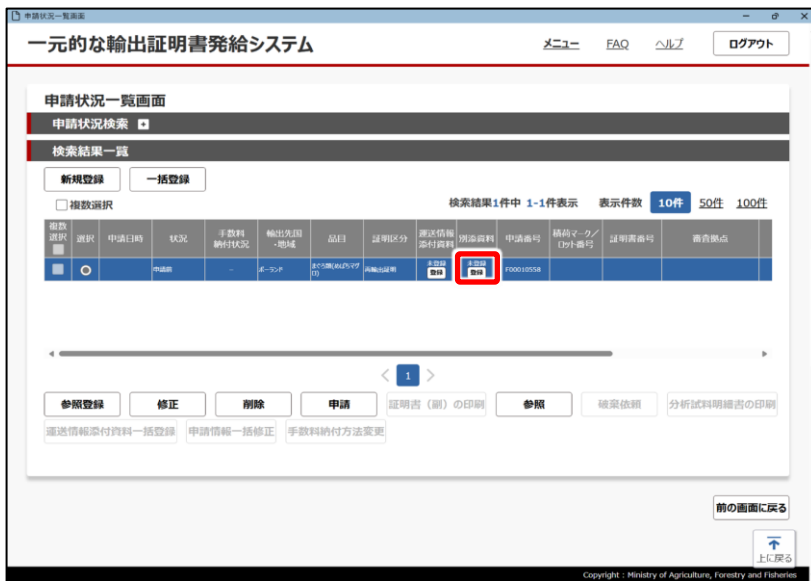 申請状況一覧画面
一元的な輸出証明書発給システム
メニュー FAQ ヘルプ ログアウト
申請状況一覧画面
申請状況検索
検索結果一覧
新規登録 一括登録
複数選択 検索結果1件中 1-1件表示 表示件数 10件 50件 100件
複数選択 選択 申請日時 状況 手数料納付状況 輸出先国・地域 品目 証明区分 運送情報添付資料 別添資料 申請番号 積荷マーク／ロット番号 証明書番号 審査拠点
申請前 － ポーランド まぐろ類(めばちマグロ) 再輸出証明 未登録 登録 未登録 登録 F00010558
1
参照登録 修正 削除 申請 証明書（副）の印刷 参照 破棄依頼 分析試料明細書の印刷
運送情報添付資料一括登録 申請情報一括修正 手数料納付方法変更
前の画面に戻る
上に戻る
Copyright : Ministry of Agriculture, Forestry and Fisheries